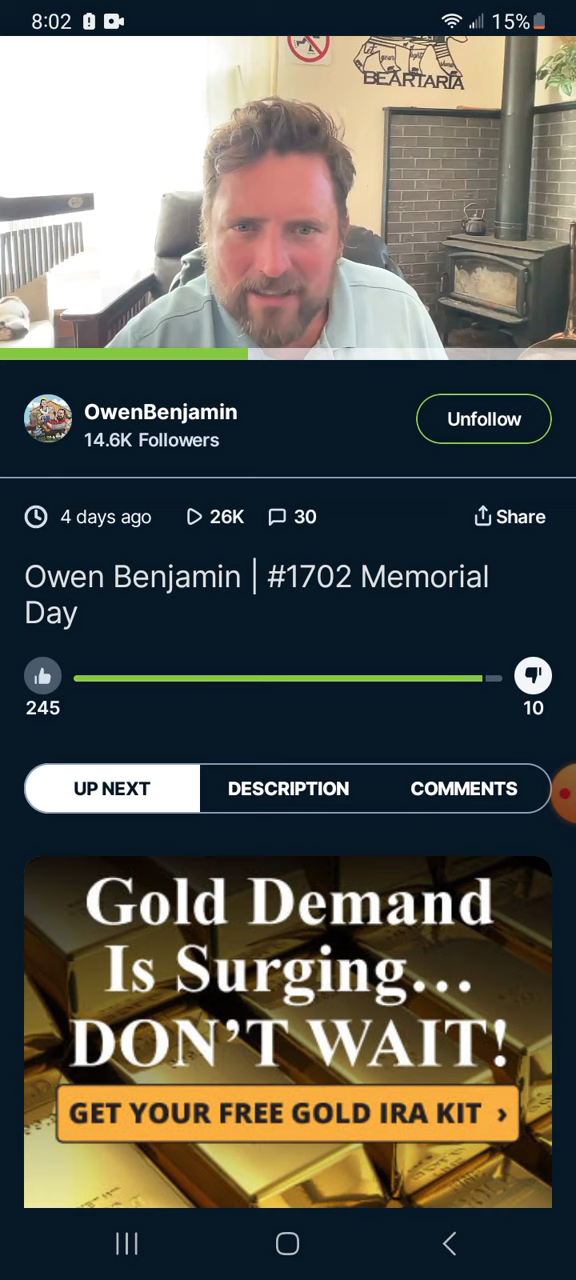 8:02
15%
BEARTARIA
OwenBenjamin
14.6K Followers
Unfollow
4 days ago
26K
30
Share
Owen Benjamin | #1702 Memorial
Day
245
10
UP NEXT
DESCRIPTION
COMMENTS
Gold Demand
Is Surging...
DON'T WAIT!
GET YOUR FREE GOLD IRA KIT ›